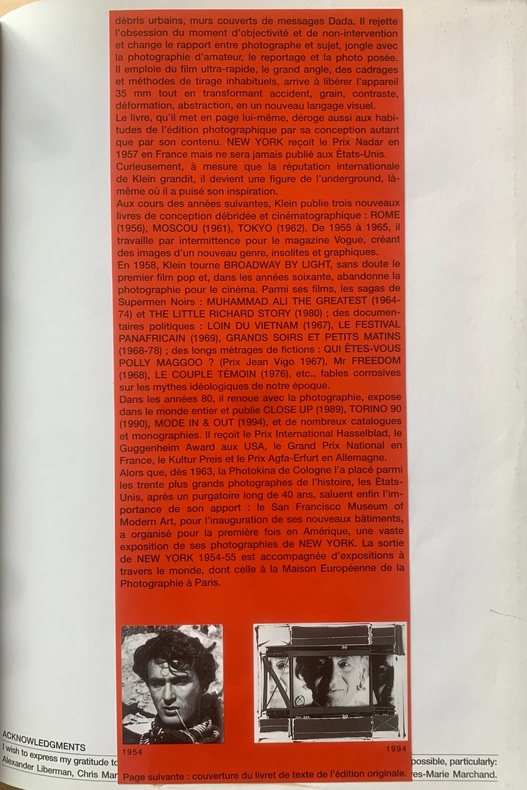 débris urbains, murs couverts de messages Dada. Il rejette
l'obsession du moment d'objectivité et de non-intervention
et change le rapport entre photographe et sujet, jongle avec
la photographie d'amateur, le reportage et la photo posée.
Il emploie du film ultra-rapide, le grand angle, des cadrages
et méthodes de tirage inhabituels, arrive à libérer l'appareil
35 mm tout en transformant accident, grain, contraste,
déformation, abstraction, en un nouveau langage visuel.
Le livre, qu'il met en page lui-même, déroge aussi aux habi-
tudes de l'édition photographique par sa conception autant
que par son contenu. NEW YORK reçoit le Prix Nadar en
1957 en France mais ne sera jamais publié aux États-Unis.
Curieusement, à mesure que la réputation internationale
de Klein grandit, il devient une figure de l'underground, là-
même où il a puisé son inspiration.
Aux cours des années suivantes, Klein publie trois nouveaux
livres de conception débridée et cinématographique : ROME
(1956), MOSCOU (1961), TOKYO (1962). De 1955 à 1965, il
travaille par intermittence pour le magazine Vogue, créant
des images d'un nouveau genre, insolites et graphiques.
En 1958, Klein tourne BROADWAY BY LIGHT, sans doute le
premier film pop et, dans les années soixante, abandonne la
photographie pour le cinéma. Parmi ses films, les sagas de
Supermen Noirs : MUHAMMAD ALI THE GREATEST (1964-
74) et THE LITTLE RICHARD STORY (1980) ; des documen-
taires politiques : LOIN DU VIETNAM (1967), LE FESTIVAL
PANAFRICAIN (1969), GRANDS SOIRS ET PETITS MATINS
(1968-78) ; des longs métrages de fictions : QUI ÊTES-VOUS
POLLY MAGGOO ? (Prix Jean Vigo 1967), Mr FREEDOM
(1968), LE COUPLE TÉMOIN (1976), etc., fables corrosives
sur les mythes idéologiques de notre époque.
Dans les années 80, il renoue avec la photographie, expose
dans le monde entier et publie CLOSE UP (1989), TORINO 90
(1990), MODE IN & OUT (1994), et de nombreux catalogues
et monographies. Il reçoit le Prix International Hasselblad, le
Guggenheim Award aux USA, le Grand Prix National en
France, le Kultur Preis et le Prix Agfa-Erfurt en Allemagne.
Alors que, dès 1963, la Photokina de Cologne l'a placé parmi
les trente plus grands photographes de l'histoire, les États-
Unis, après un purgatoire long de 40 ans, saluent enfin l'im-
portance de son apport : le San Francisco Museum of
Modern Art, pour l'inauguration de ses nouveaux bâtiments,
a organisé pour la première fois en Amérique, une vaste
exposition de ses photographies de NEW YORK. La sortie
de NEW YORK 1954-55 est accompagnée d'expositions à
travers le monde, dont celle à la Maison Européenne de la
Photographie à Paris.
1954
1994
Page suivante : couverture du livret de texte de l'édition originale.
ACKNOWLEDGMENTS
I wish to express my gratitude to possible, particularly:
Alexander Liberman, Chris Mar es-Marie Marchand.